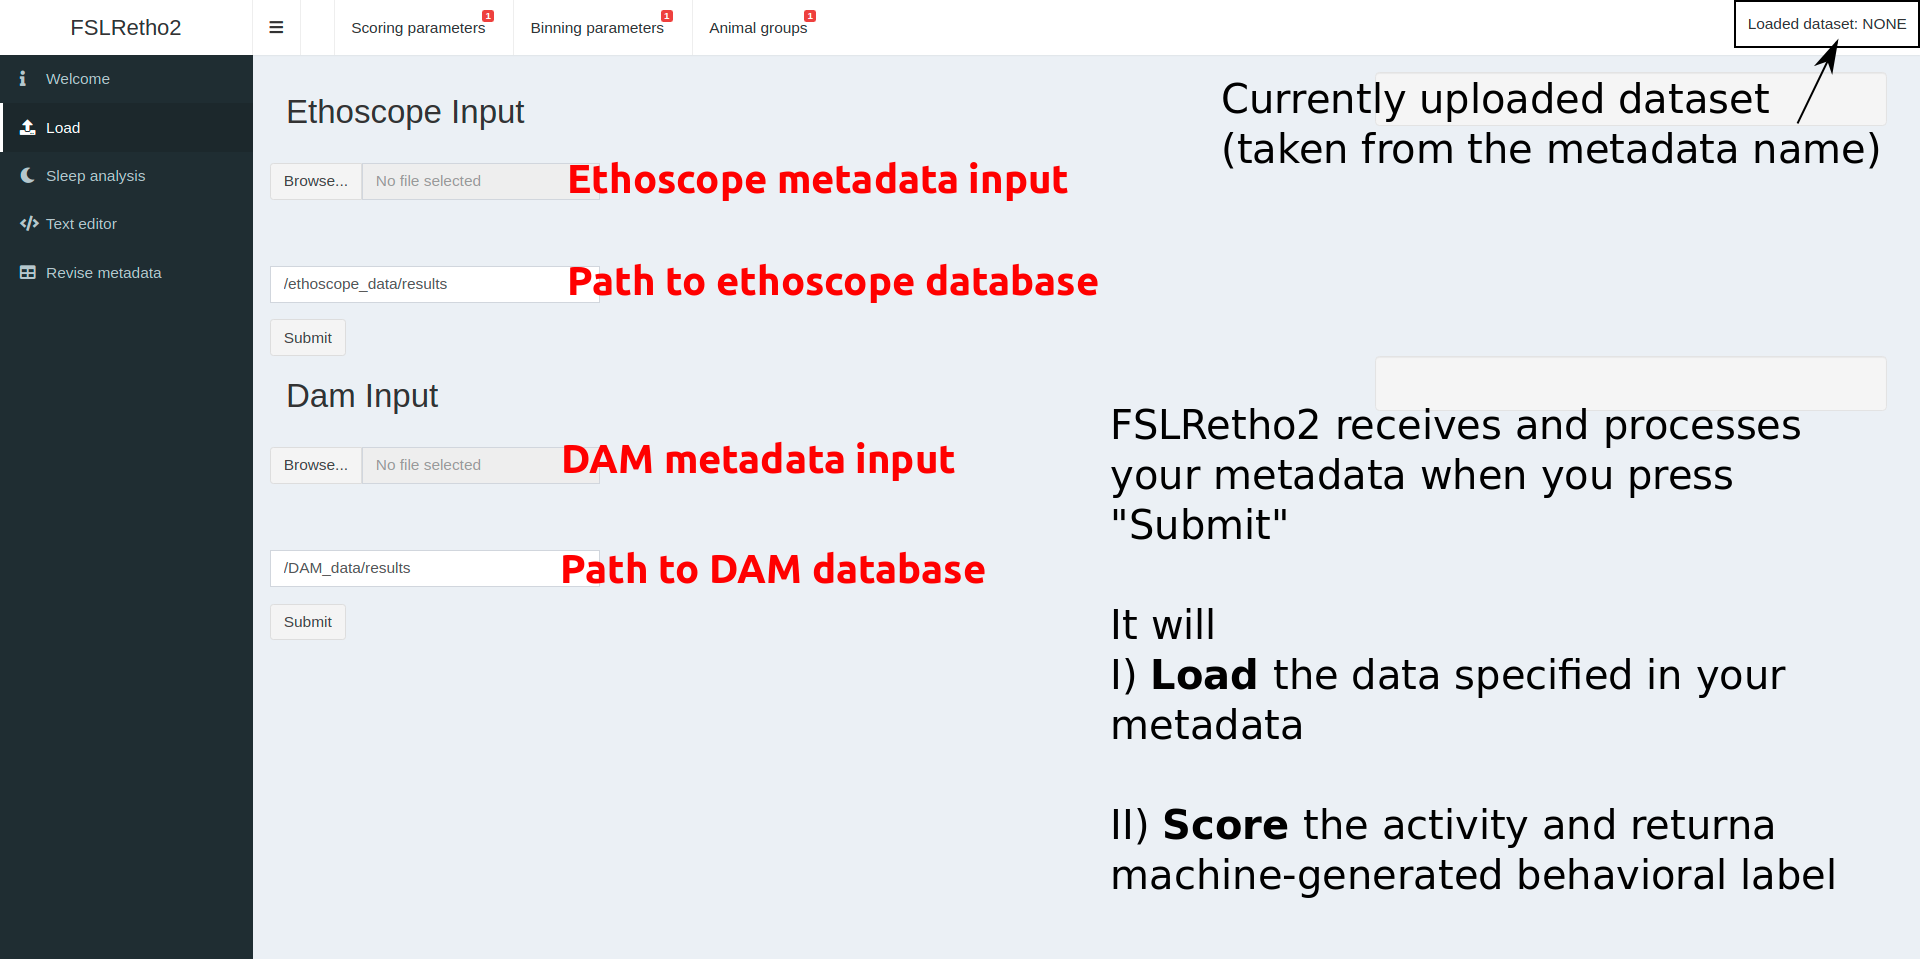 FSLRetho2
Scoring parameters 1
Binning parameters 1
Animal groups 1
Loaded dataset: NONE
Welcome
Load
Sleep analysis
Text editor
Revise metadata
Ethoscope Input
Currently uploaded dataset
(taken from the metadata name)
Browse... No file selected
Ethoscope metadata input
/ethoscope_data/results
Path to ethoscope database
Submit
Dam Input
Browse... No file selected
DAM metadata input
/DAM_data/results
Path to DAM database
Submit
FSLRetho2 receives and processes
your metadata when you press
"Submit"
It will
I) Load the data specified in your
metadata
II) Score the activity and returna
machine-generated behavioral label